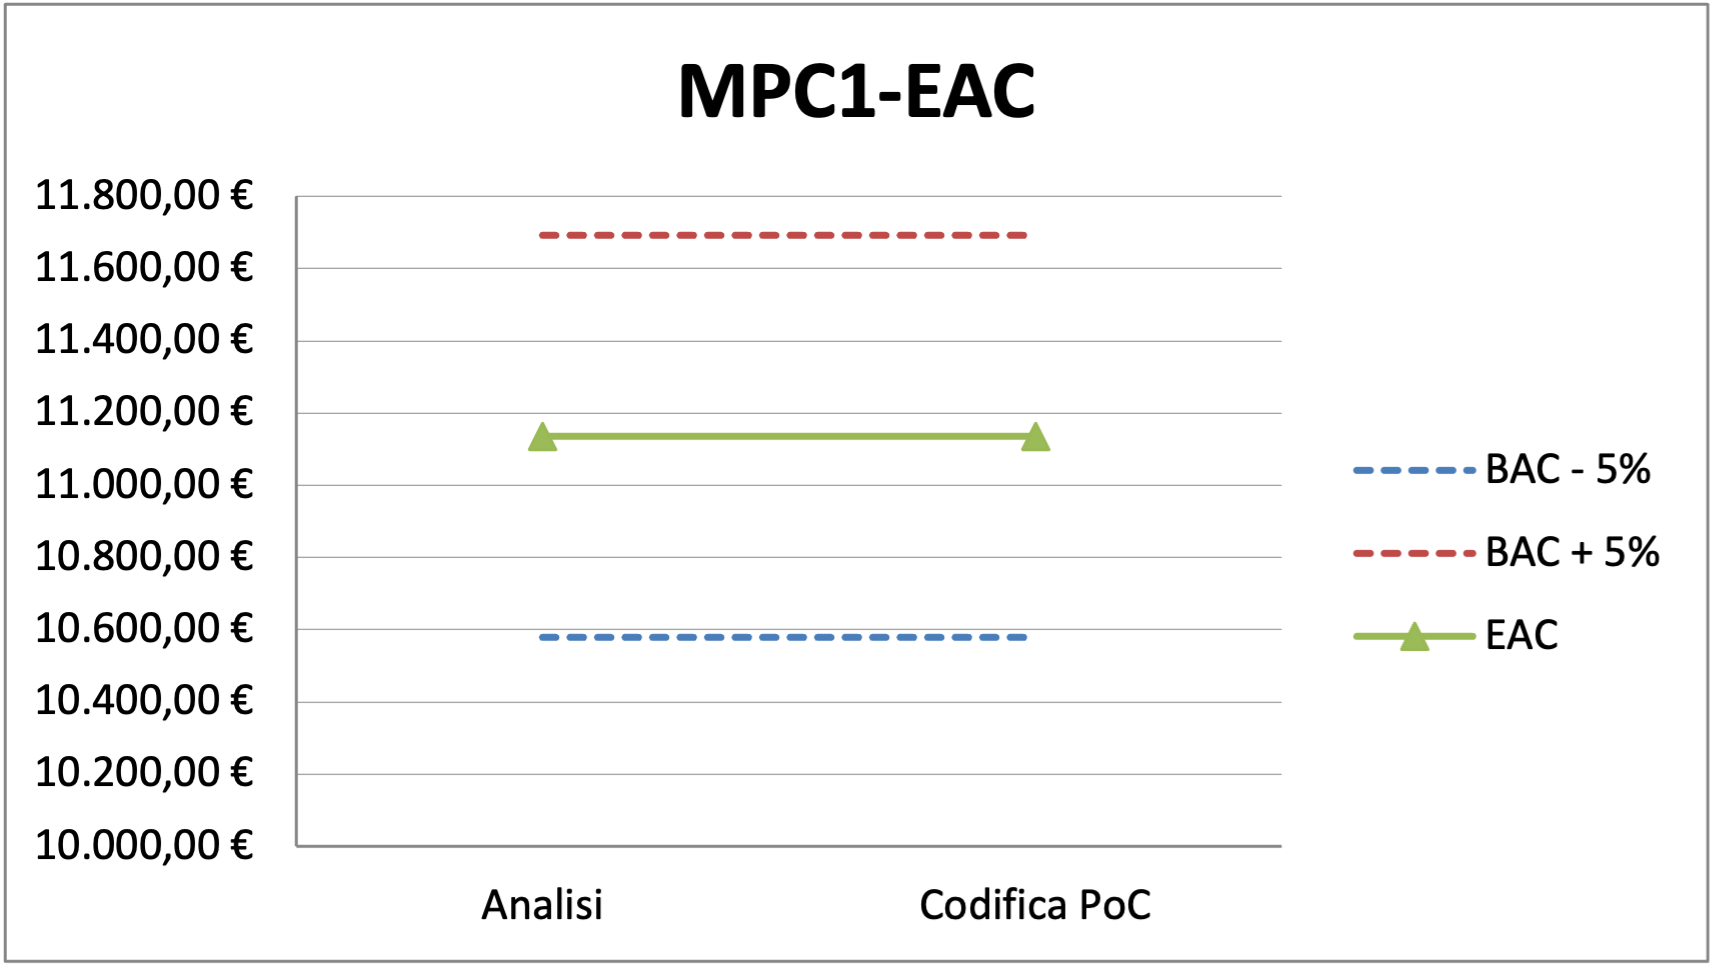 MPC1-EAC
11.800,00 €
11.600,00 €
11.400,00 €
11.200,00 €
11.000,00 €
10.800,00 €
10.600,00 €
10.400,00 €
10.200,00 €
10.000,00 €
Analisi
Codifica PoC
BAC - 5%
BAC + 5%
EAC